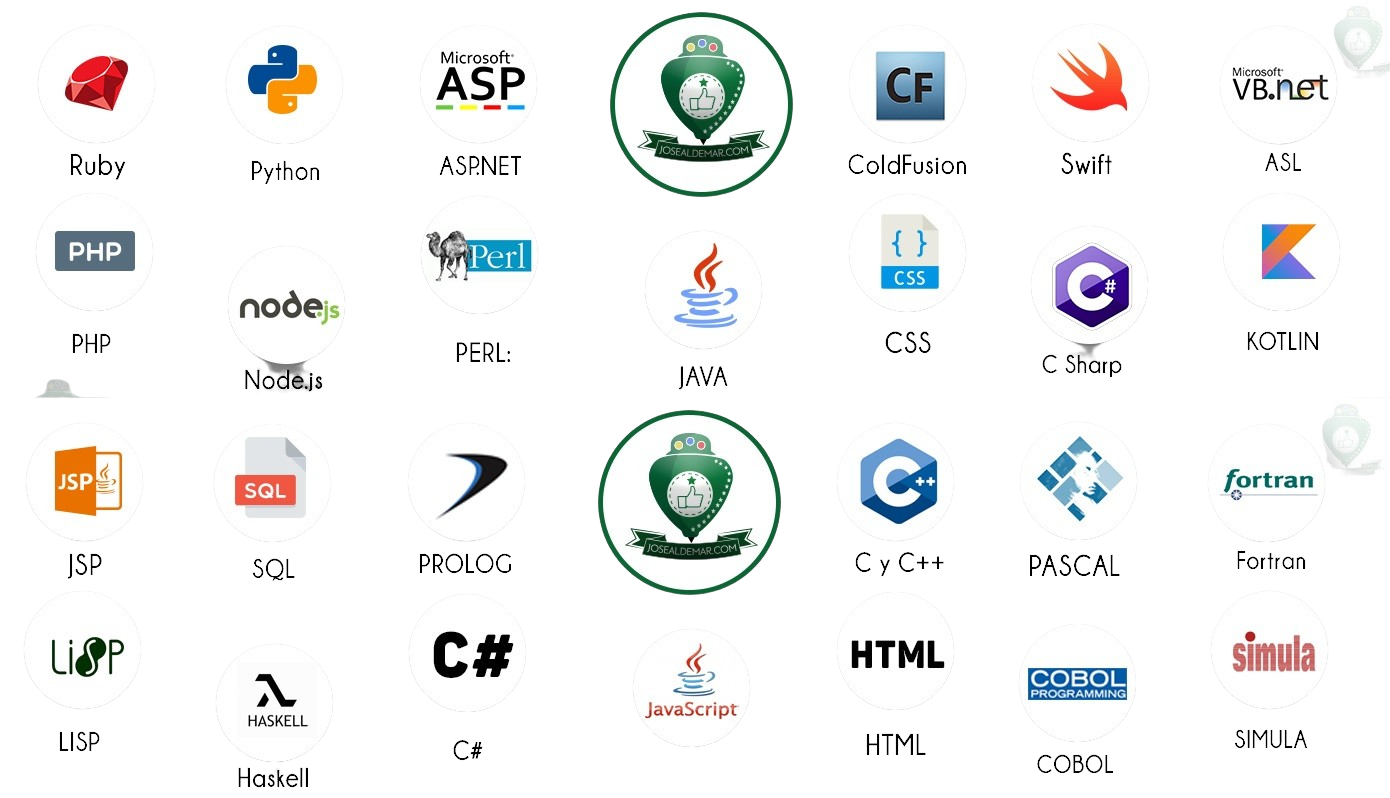 Microsoft®
ASP
CF
Microsoft®
VB.net
JOSEALDEMAR.COM
Ruby
Python
ASP.NET
ColdFusion
Swift
ASL
PHP
node.js
Perl
{ }
CSS
C#
PHP
Node.js
PERL:
JAVA
CSS
C Sharp
KOTLIN
JSP
SQL
C++
fortran
JOSEALDEMAR.COM
JSP
SQL
PROLOG
C y C++
PASCAL
Fortran
LiSP
HASKELL
C#
JavaScript
HTML
COBOL
PROGRAMMING
simula
LISP
Haskell
C#
HTML
COBOL
SIMULA